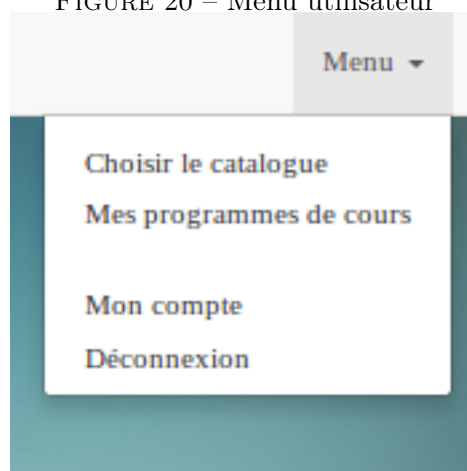 FIGURE 20 – Menu utilisateur
Menu
Choisir le catalogue
Mes programmes de cours
Mon compte
Déconnexion